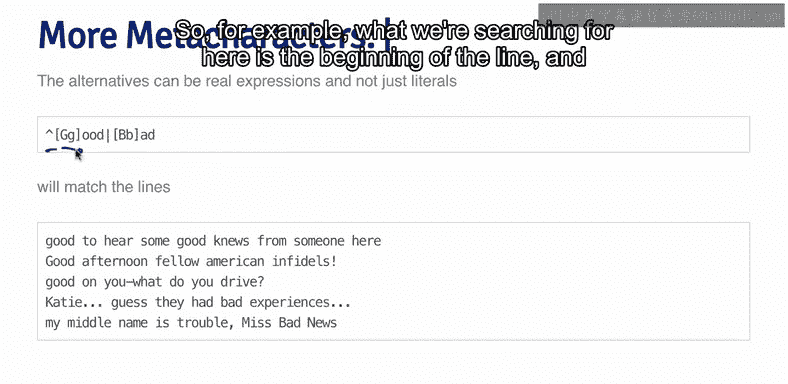 More Metacharacters: |
So, for example, what we're searching for
here is the beginning of the line, and
The alternatives can be real expressions and not just literals
^[Gg]ood|[Bb]ad
will match the lines
good to hear some good knews from someone here
Good afternoon fellow american infidels!
good on you—what do you drive?
Katie... guess they had bad experiences...
my middle name is trouble, Miss Bad News